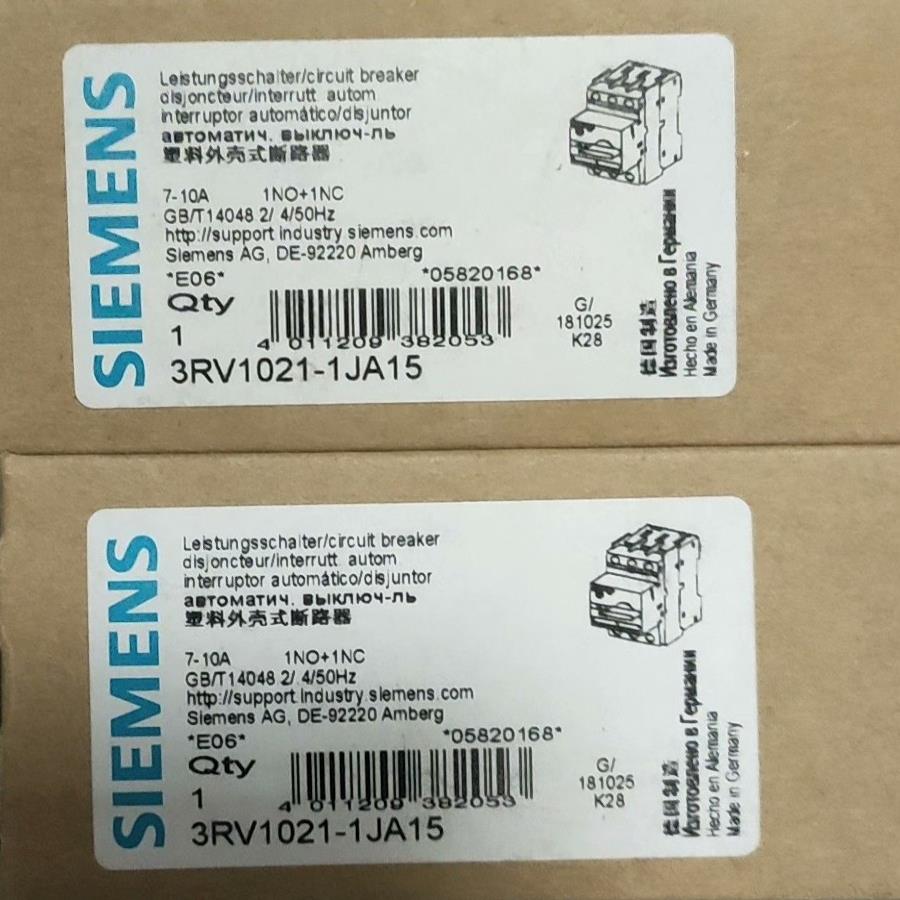 SIEMENS
Leistungsschalter/circuit breaker
disjoncteur/interrutt. autom
interruptor automático/disjuntor
автоматич. выключ-ль
塑料外壳式断路器
7-10A 1NO+1NC
GB/T14048 2/ 4/50Hz
http://support industry siemens.com
Siemens AG, DE-92220 Amberg
*E06* *05820168*
Qty
1
4 011209 382053
G/
181025
K28
3RV1021-1JA15
德国制造
Изготовлено в Германии
Hecho en Alemania
Made in Germany
SIEMENS
Leistungsschalter/circuit breaker
disjoncteur/interrutt. autom
interruptor automático/disjuntor
автоматич. выключ-ль
塑料外壳式断路器
7-10A 1NO+1NC
GB/T14048 2/ 4/50Hz
http://support industry siemens.com
Siemens AG, DE-92220 Amberg
*E06* *05820168*
Qty
1
4 011209 382053
G/
181025
K28
3RV1021-1JA15
德国制造
Изготовлено в Германии
Hecho en Alemania
Made in Germany